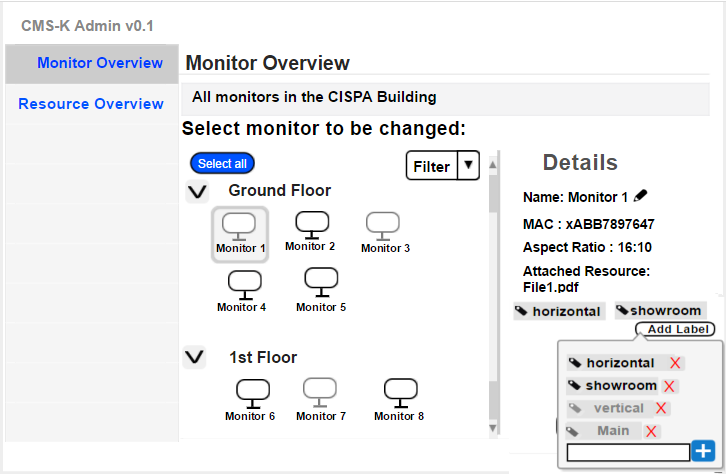 CMS-K Admin v0.1
Monitor Overview
Resource Overview
Monitor Overview
All monitors in the CISPA Building
Select monitor to be changed:
Select all
Filter
Ground Floor
Monitor 1
Monitor 2
Monitor 3
Monitor 4
Monitor 5
1st Floor
Monitor 6
Monitor 7
Monitor 8
Details
Name: Monitor 1
MAC : xABB7897647
Aspect Ratio : 16:10
Attached Resource:
File1.pdf
horizontal showroom
Add Label
horizontal X
showroom X
vertical X
Main X